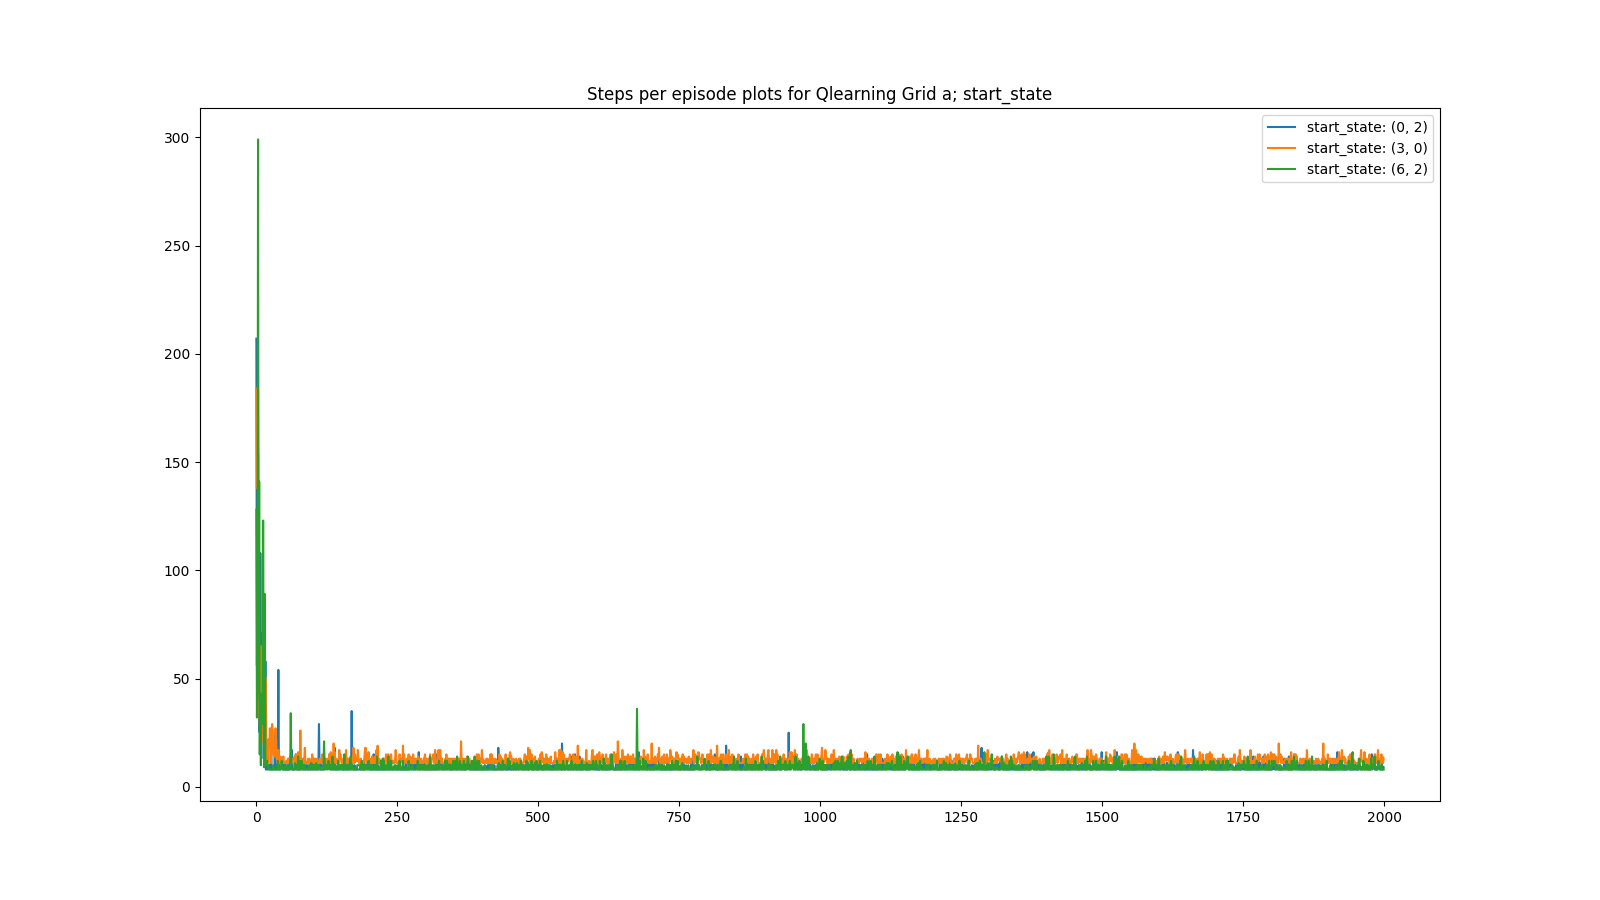 Steps per episode plots for Qlearning Grid a; start_state
start_state: (0, 2)
start_state: (3, 0)
start_state: (6, 2)
300
250
200
150
100
50
0
0 250 500 750 1000 1250 1500 1750 2000